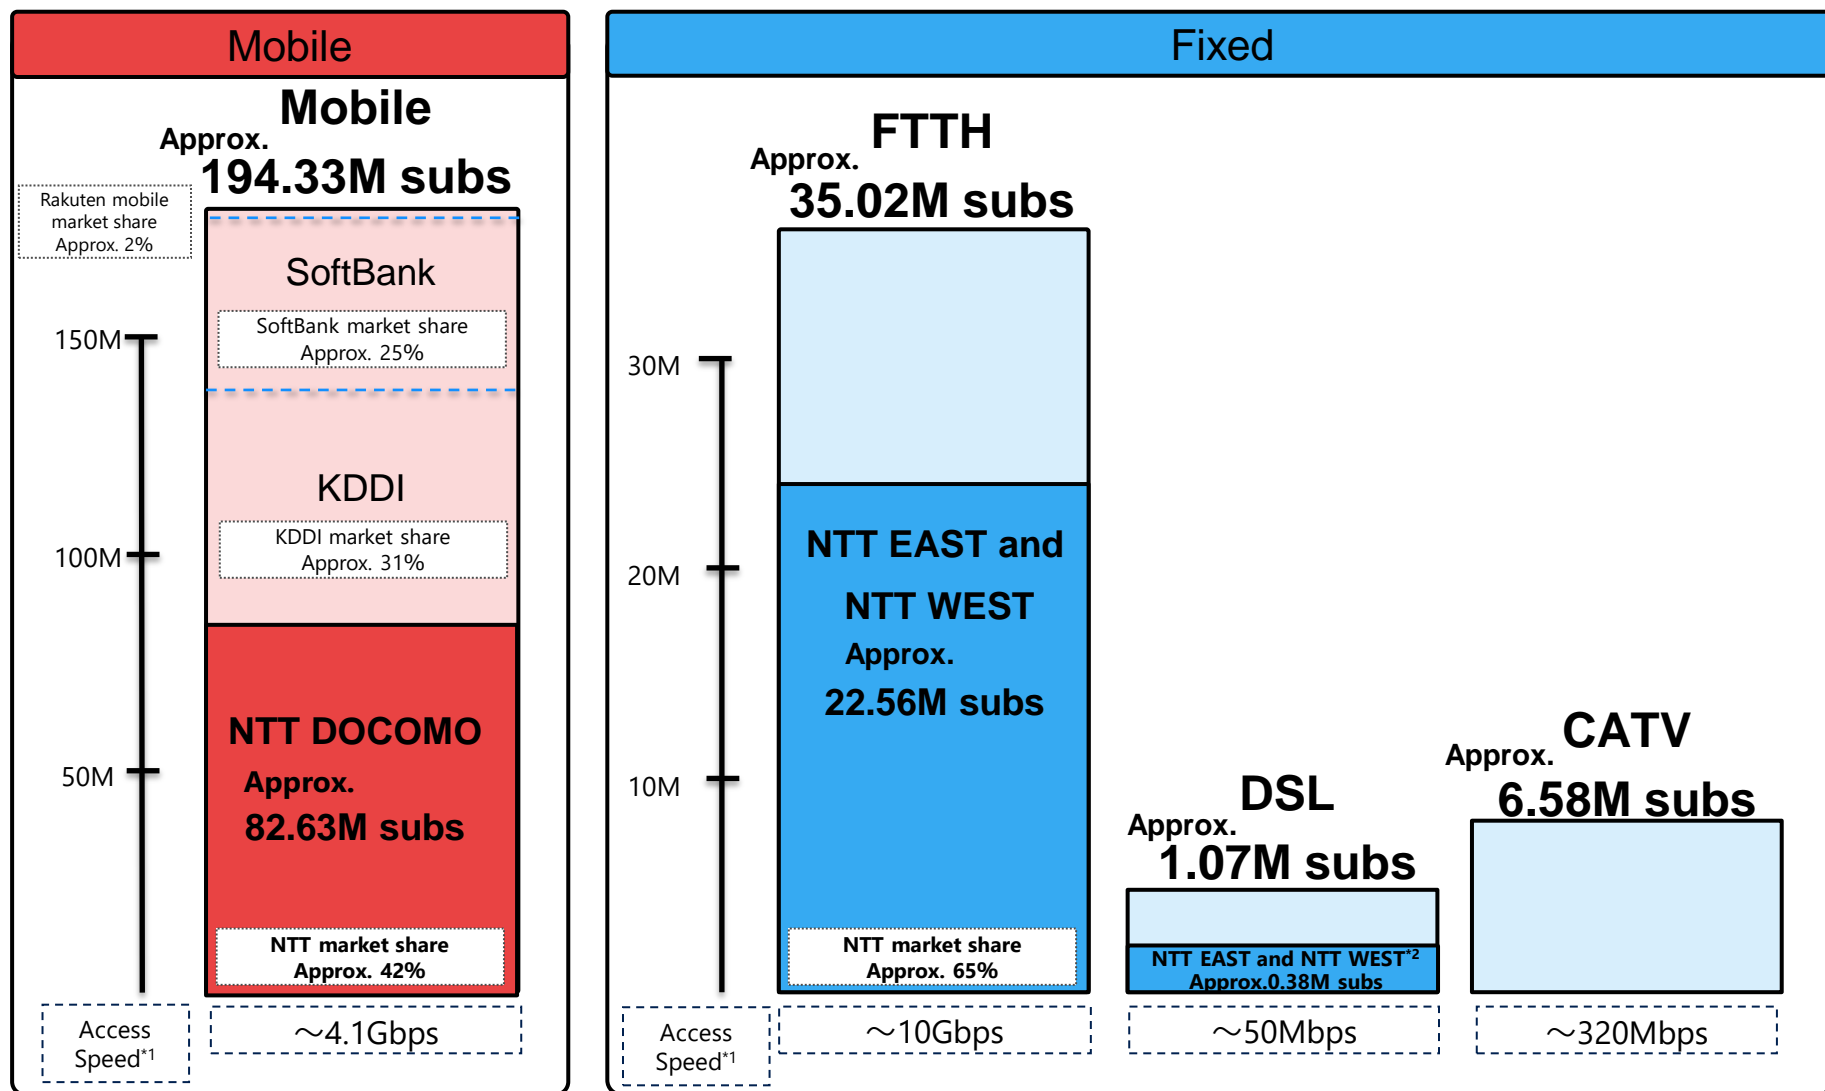 Mobile
Mobile
Approx.
194.33M subs
Rakuten mobile
market share
Approx. 2%
SoftBank
SoftBank market share
Approx. 25%
150M
KDDI
KDDI market share
Approx. 31%
100M
NTT DOCOMO
Approx.
82.63M subs
50M
NTT market share
Approx. 42%
Access
Speed*1
～4.1Gbps
Fixed
FTTH
Approx.
35.02M subs
30M
20M
10M
NTT EAST and
NTT WEST
Approx.
22.56M subs
NTT market share
Approx. 65%
DSL
Approx.
1.07M subs
NTT EAST and NTT WEST*2
Approx.0.38M subs
CATV
Approx.
6.58M subs
Access
Speed*1
～10Gbps
～50Mbps
～320Mbps